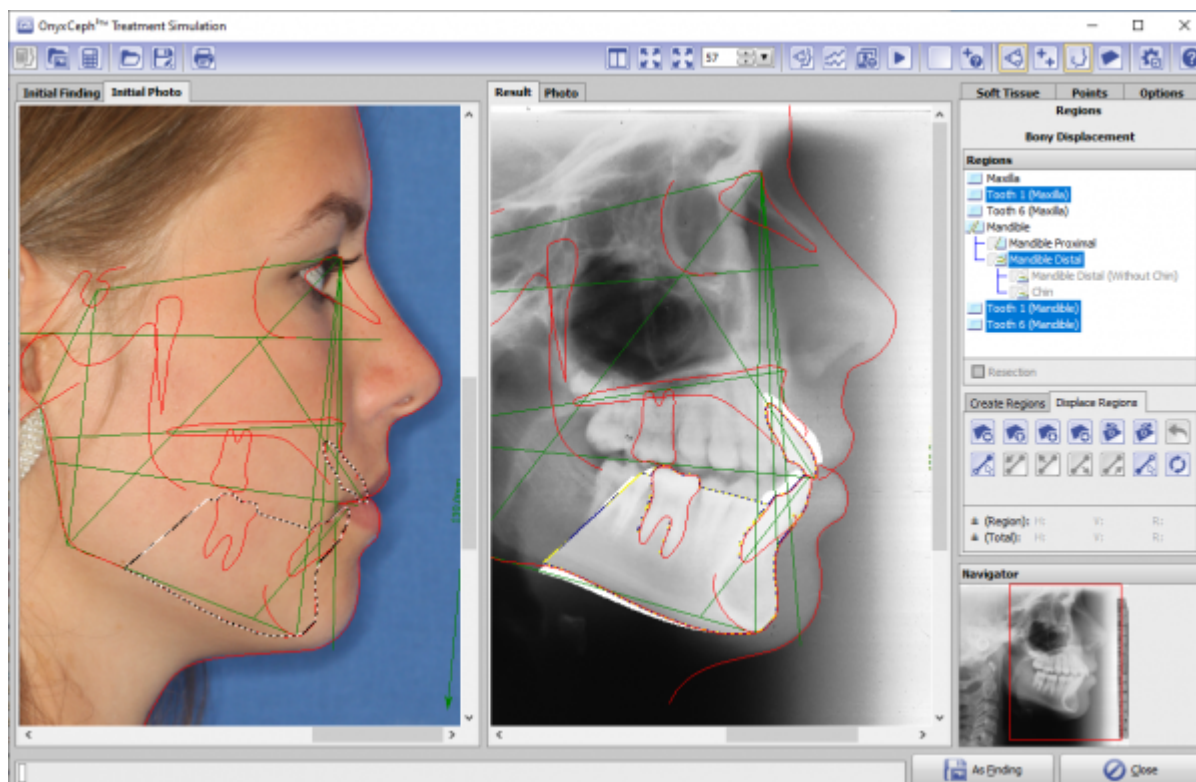 OnyxCeph³™ Treatment Simulation
57
Initial Finding Initial Photo
Result Photo
Soft Tissue Points Options
Regions
Bony Displacement
Regions
Maxilla
Tooth 1 (Maxilla)
Tooth 6 (Maxilla)
Mandible
Mandible Proximal
Mandible Distal
Mandible Distal (Without Chin)
Chin
Tooth 1 (Mandible)
Tooth 6 (Mandible)
Resection
Create Regions Displace Regions
(Region): H: V: R:
(Total): H: V: R:
Navigator
As Finding Close